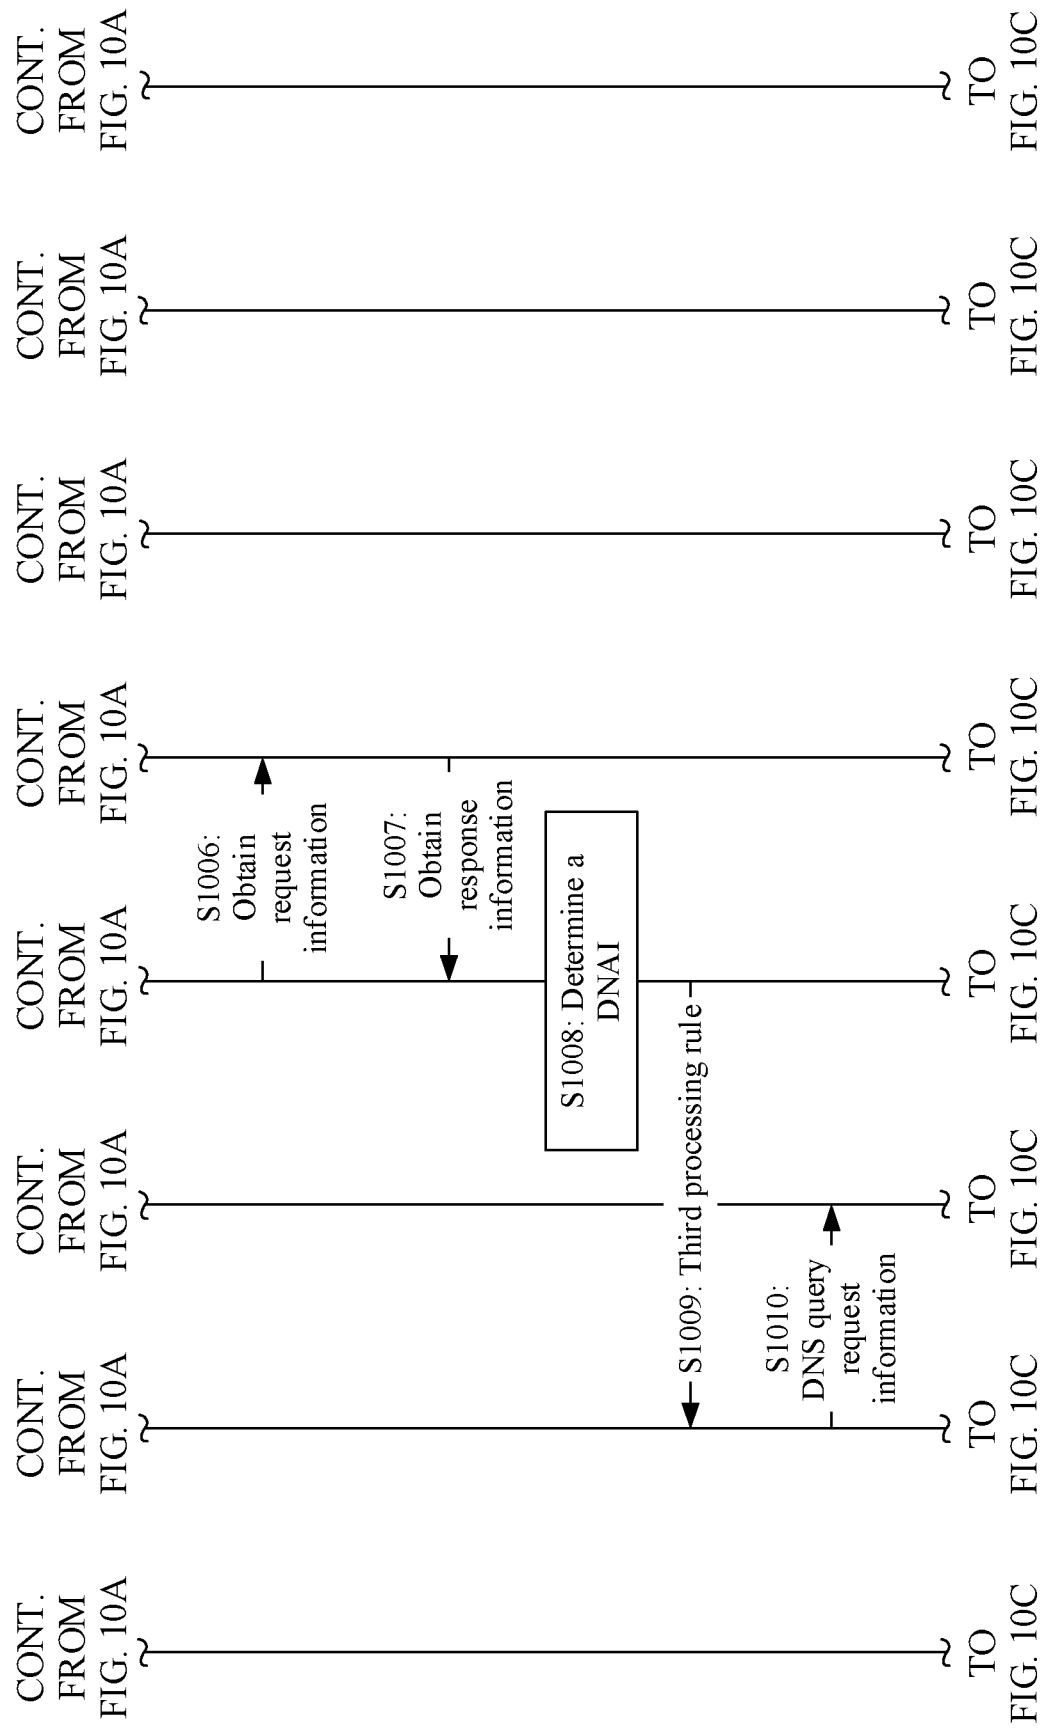 CONT.
FROM
FIG. 10A
CONT.
FROM
FIG. 10A
CONT.
FROM
FIG. 10A
CONT.
FROM
FIG. 10A
CONT.
FROM
FIG. 10A
CONT.
FROM
FIG. 10A
CONT.
FROM
FIG. 10A
CONT.
FROM
FIG. 10A
S1006:
Obtain
request
information
S1007:
Obtain
response
information
S1008: Determine a
DNAI
S1009: Third processing rule
S1010:
DNS query
request
information
TO
FIG. 10C
TO
FIG. 10C
TO
FIG. 10C
TO
FIG. 10C
TO
FIG. 10C
TO
FIG. 10C
TO
FIG. 10C
TO
FIG. 10C